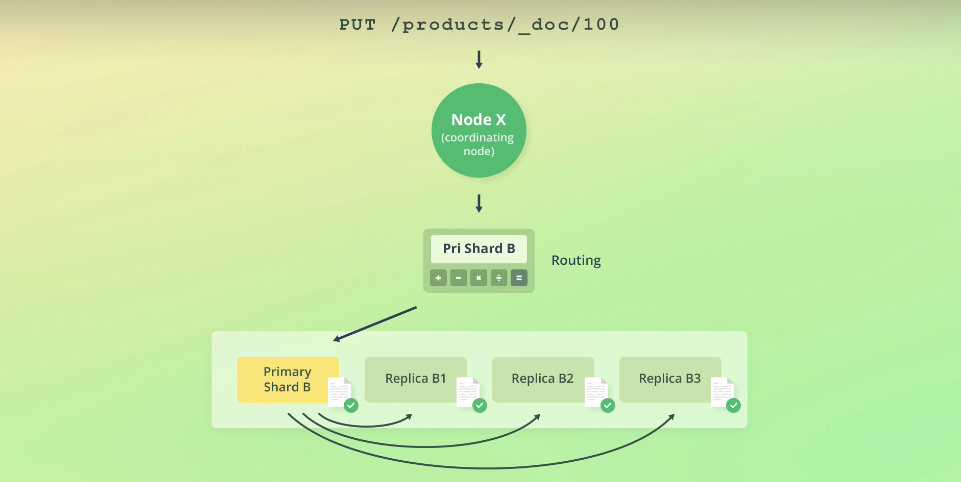 PUT /products/_doc/100
Node X
(coordinating
node)
Pri Shard B
+ − × ÷ =
Routing
Primary
Shard B
Replica B1
Replica B2
Replica B3